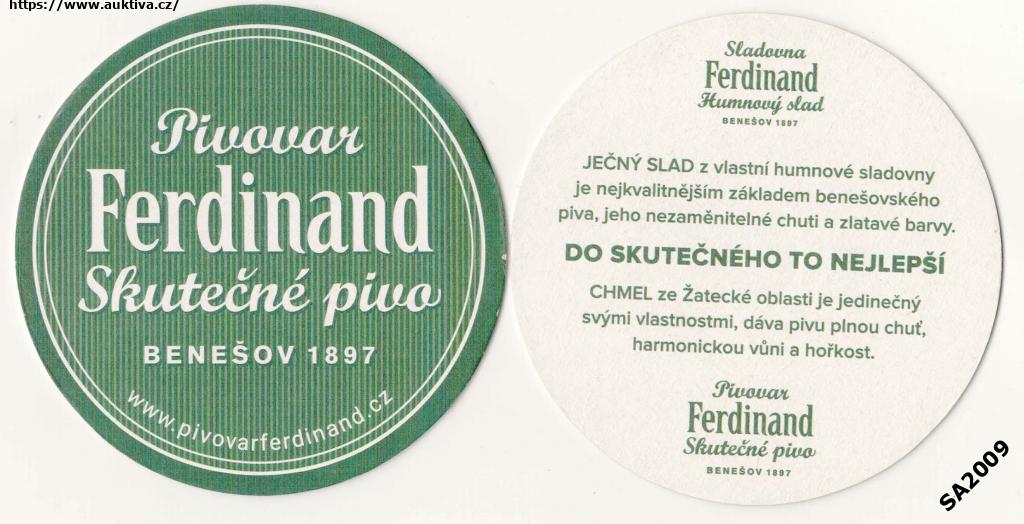 https://www.auktiva.cz/
Pivovar
Ferdinand
Skutečné pivo
BENEŠOV 1897
www.pivovarferdinand.cz
Sladovna
Ferdinand
Humnový slad
BENEŠOV 1897
JEČNÝ SLAD z vlastní humnové sladovny
je nejkvalitnějším základem benešovského
piva, jeho nezaměnitelné chuti a zlatavé barvy.
DO SKUTEČNÉHO TO NEJLEPŠÍ
CHMEL ze Žatecké oblasti je jedinečný
svými vlastnostmi, dáva pivu plnou chuť,
harmonickou vůni a hořkost.
Pivovar
Ferdinand
Skutečné pivo
BENEŠOV 1897
SA2009